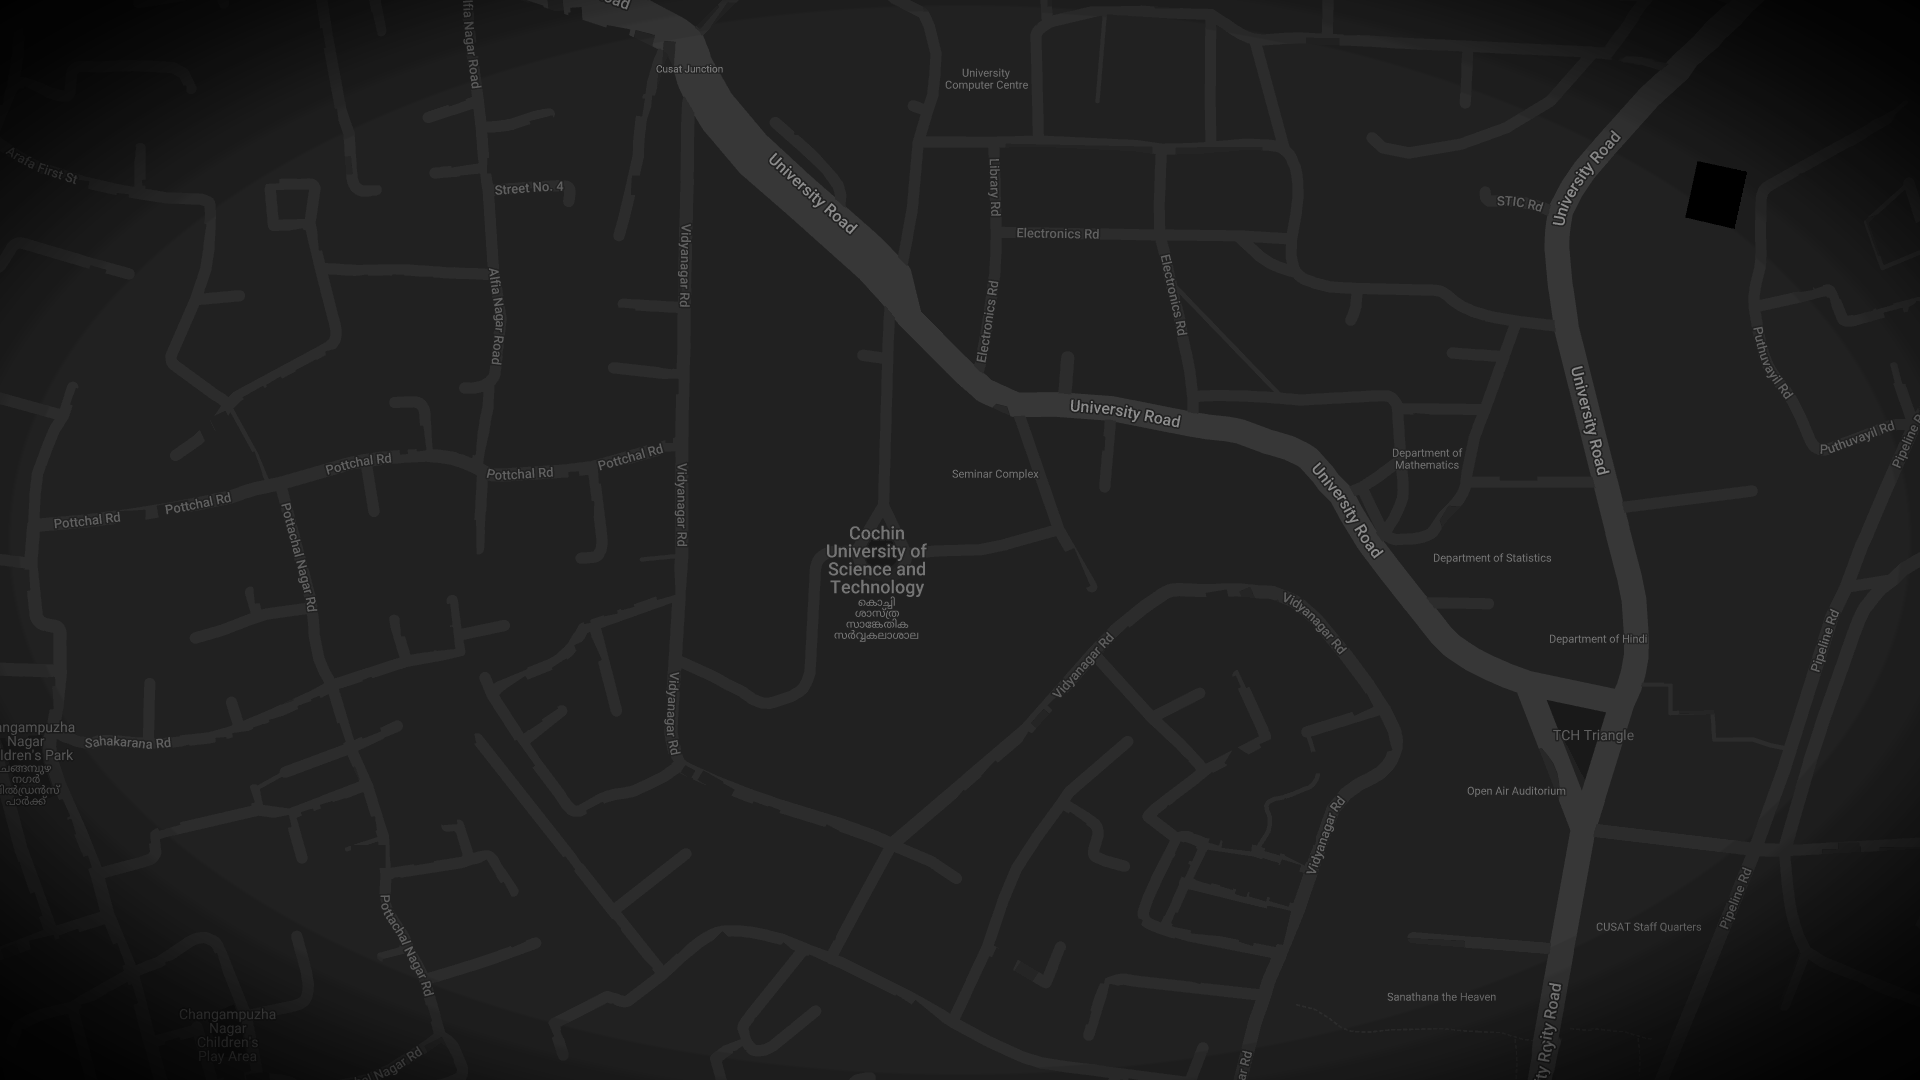 Alfia Nagar Road
Cusat Junction
University
Computer Centre
Arafa First St
Street No. 4
University Road
Library Rd
University Road
STIC Rd
Vidyanagar Rd
Electronics Rd
Alfia Nagar Road
Electronics Rd
Electronics Rd
Puthuvayil Rd
University Road
University Road
Puthuvayil Rd
Pottchal Rd
Pottchal Rd
Pottchal Rd
Pottchal Rd
Pottchal Rd
Vidyanagar Rd
Seminar Complex
Department of
Mathematics
University Road
Pottachal Nagar Rd
Cochin
University of
Science and
Technology
കൊച്ചി
ശാസ്ത്ര
സാങ്കേതിക
സർവ്വകലാശാല
Department of Statistics
Vidyanagar Rd
Vidyanagar Rd
Department of Hindi
Pipeline Rd
Vidyanagar Rd
Nagar
Sahakarana Rd
TCH Triangle
Open Air Auditorium
Vidyanagar Rd
Pottachal Nagar Rd
Pipeline Rd
CUSAT Staff Quarters
Sanathana the Heaven
Changampuzha
Nagar
Children's
Play Area
Nagar Rd